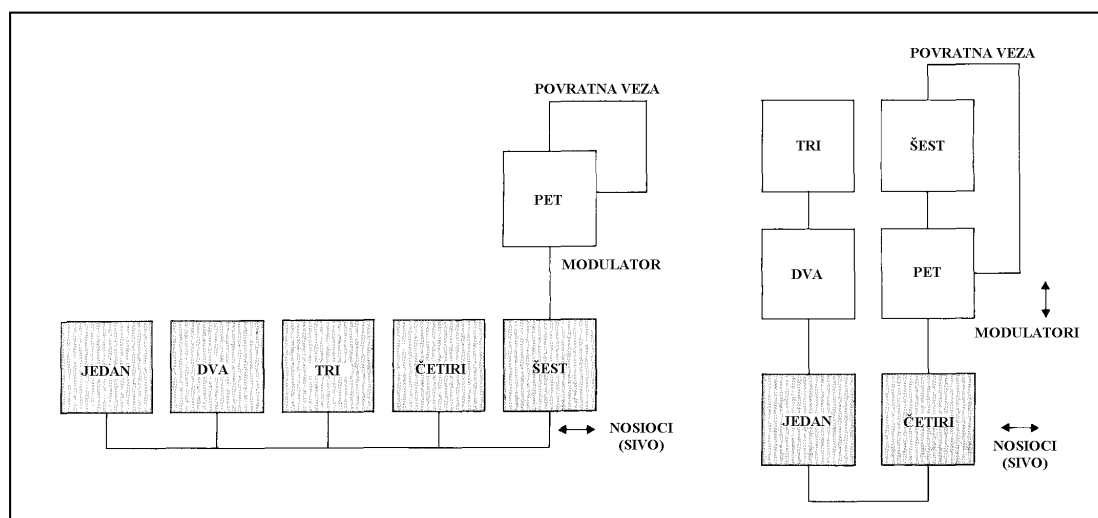 POVRATNA VEZA
PET
MODULATOR
JEDAN
DVA
TRI
ČETIRI
ŠEST
NOSIOCI
(SIVO)
POVRATNA VEZA
TRI
ŠEST
DVA
PET
MODULATORI
JEDAN
ČETIRI
NOSIOCI
(SIVO)